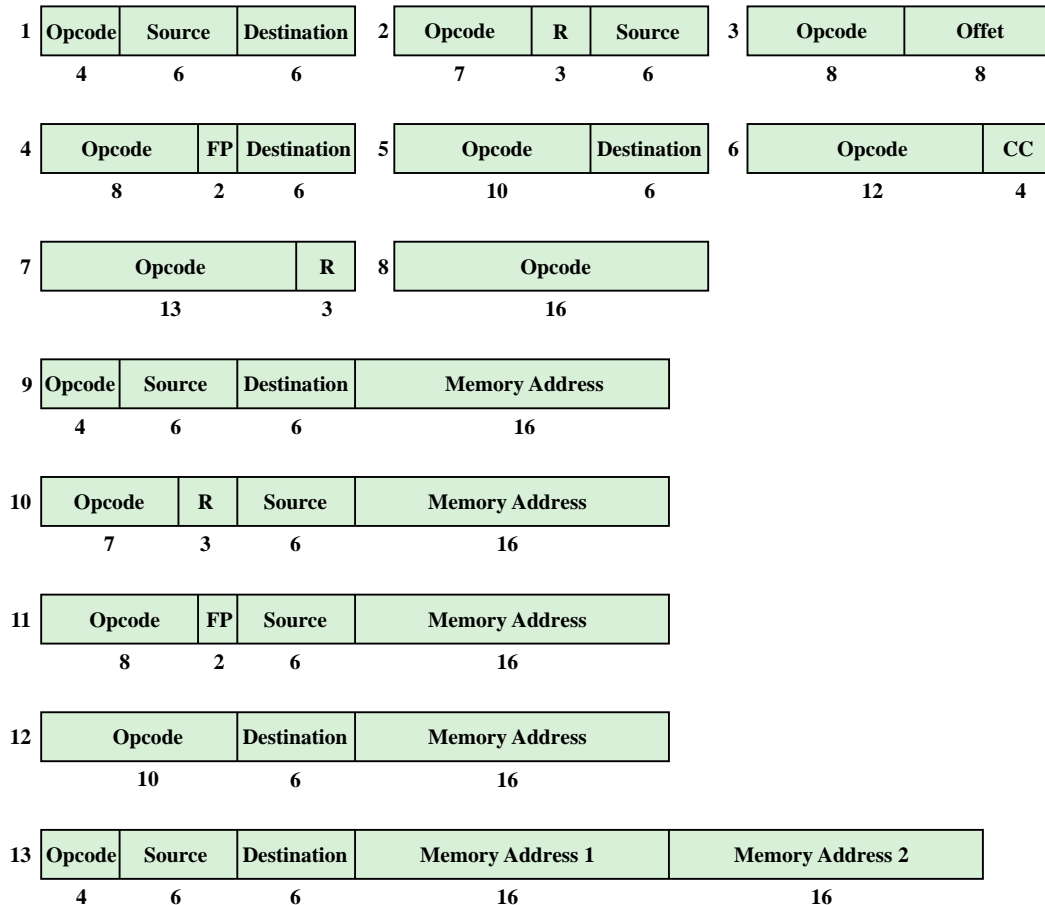 1 Opcode Source Destination 2 Opcode R Source 3 Opcode Offet
4 6 6 7 3 6 8 8
4 Opcode FP Destination 5 Opcode Destination 6 Opcode CC
8 2 6 10 6 12 4
7 Opcode R 8 Opcode
13 3 16
9 Opcode Source Destination Memory Address
4 6 6 16
10 Opcode R Source Memory Address
7 3 6 16
11 Opcode FP Source Memory Address
8 2 6 16
12 Opcode Destination Memory Address
10 6 16
13 Opcode Source Destination Memory Address 1 Memory Address 2
4 6 6 16 16